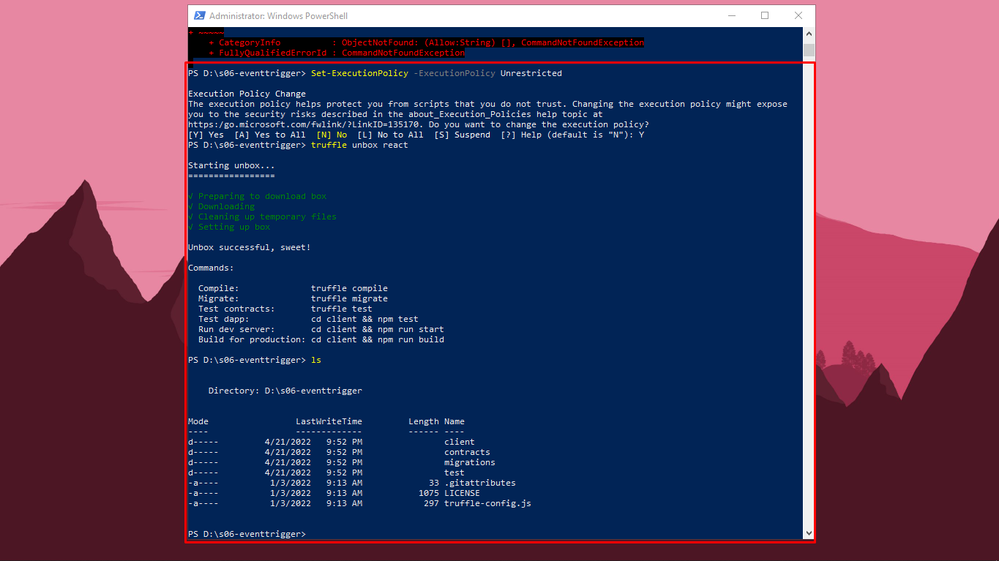 Administrator: Windows PowerShell
+ ~~~~~
    + CategoryInfo          : ObjectNotFound: (Allow:String) [], CommandNotFoundException
    + FullyQualifiedErrorId : CommandNotFoundException
PS D:\s06-eventtrigger> Set-ExecutionPolicy -ExecutionPolicy Unrestricted
Execution Policy Change
The execution policy helps protect you from scripts that you do not trust. Changing the execution policy might expose
you to the security risks described in the about_Execution_Policies help topic at
https:/go.microsoft.com/fwlink/?LinkID=135170. Do you want to change the execution policy?
[Y] Yes  [A] Yes to All  [N] No  [L] No to All  [S] Suspend  [?] Help (default is "N"): Y
PS D:\s06-eventtrigger> truffle unbox react
Starting unbox...
=================
√ Preparing to download box
√ Downloading
√ Cleaning up temporary files
√ Setting up box
Unbox successful, sweet!
Commands:
  Compile:              truffle compile
  Migrate:              truffle migrate
  Test contracts:       truffle test
  Test dapp:            cd client && npm test
  Run dev server:       cd client && npm run start
  Build for production: cd client && npm run build
PS D:\s06-eventtrigger> ls
    Directory: D:\s06-eventtrigger
Mode                 LastWriteTime         Length Name
----                 -------------         ------ ----
d-----         4/21/2022   9:52 PM                client
d-----         4/21/2022   9:52 PM                contracts
d-----         4/21/2022   9:52 PM                migrations
d-----         4/21/2022   9:52 PM                test
-a----          1/3/2022   9:13 AM             33 .gitattributes
-a----          1/3/2022   9:13 AM           1075 LICENSE
-a----          1/3/2022   9:13 AM            297 truffle-config.js
PS D:\s06-eventtrigger>